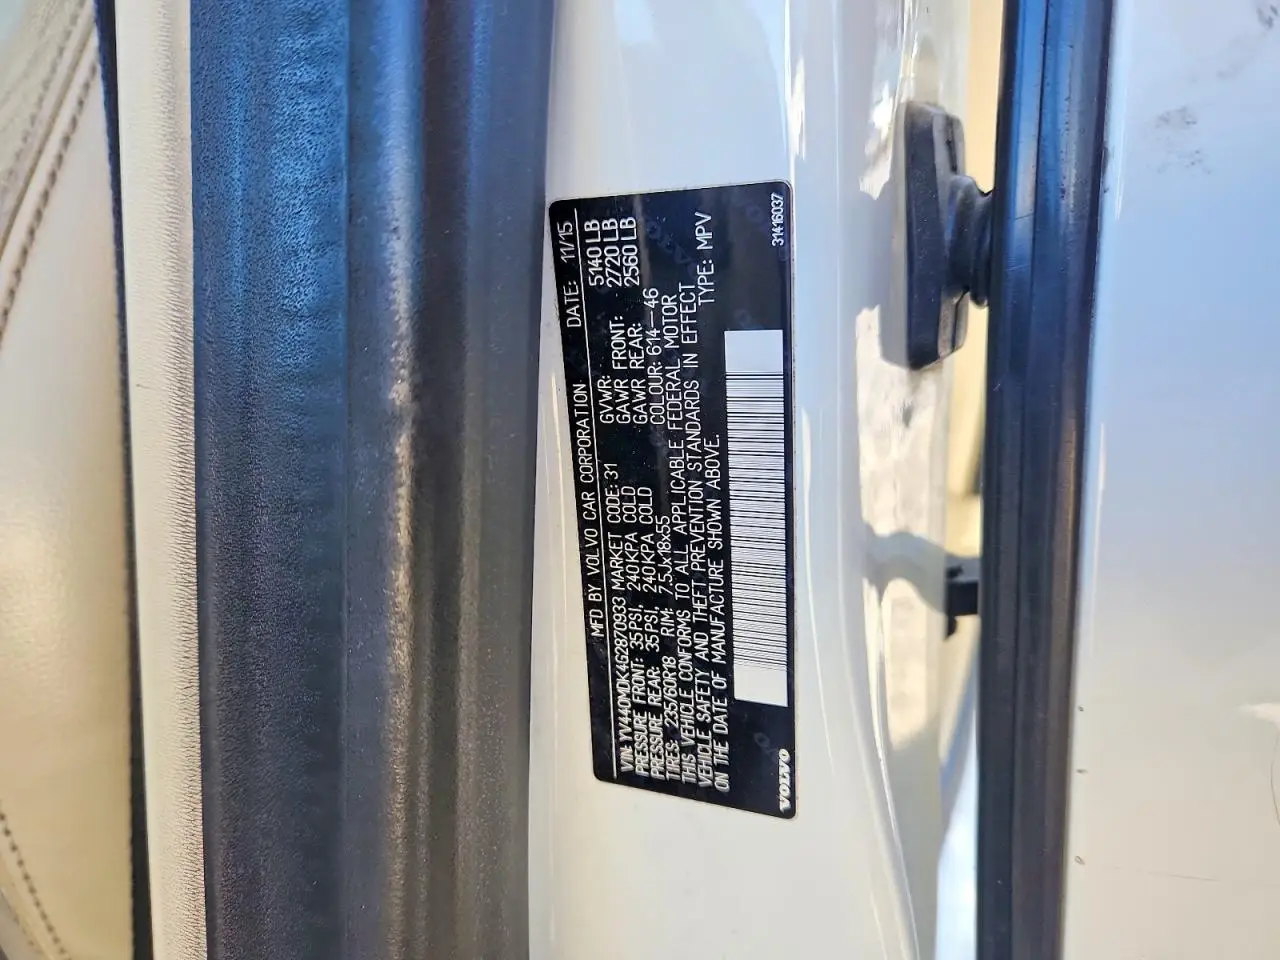 MFD BY VOLVO CAR CORPORATION DATE: 11/15
VIN: YV440MDK4G2870933 MARKET CODE: 31 GVWR: 5140 LB
PRESSURE FRONT: 35PSI, 240KPA COLD GAWR FRONT: 2720 LB
PRESSURE REAR: 35PSI, 240KPA COLD GAWR REAR: 2560 LB
TIRES: 235/60R18 RIM: 7.5Jx18x55 COLOUR: 614-46
THIS VEHICLE CONFORMS TO ALL APPLICABLE FEDERAL MOTOR
VEHICLE SAFETY AND THEFT PREVENTION STANDARDS IN EFFECT
ON THE DATE OF MANUFACTURE SHOWN ABOVE. TYPE: MPV
VOLVO 31416037